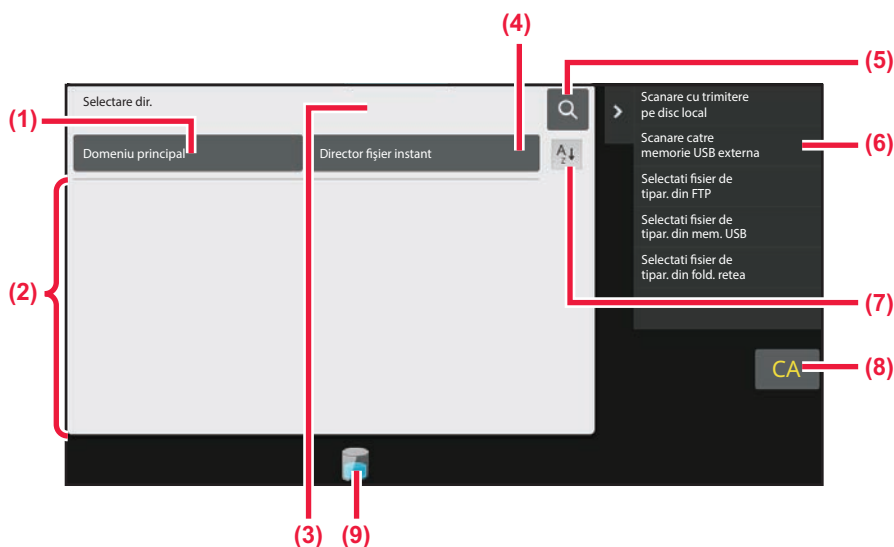 (4)
(5)
Selectare dir.
Scanare cu trimitere
pe disc local
(1)
Scanare catre
memorie USB externa
(6)
Domeniu principal
Director fișier instant
A
Z
Selectati fisier de
tipar. din FTP
(2)
Selectati fisier de
tipar. din mem. USB
Selectati fisier de
tipar. din fold. retea
(7)
CA
(8)
(3)
(9)